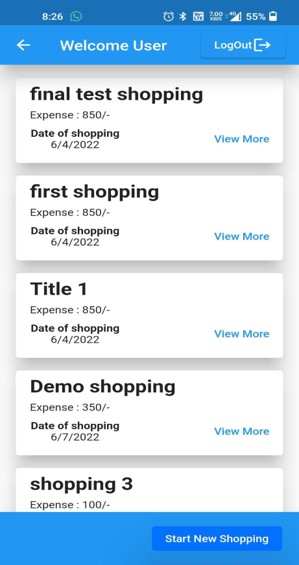 8:26
7.00 KB/S 4G 55%
Welcome User
LogOut
final test shopping
Expense : 850/-
Date of shopping
6/4/2022
View More
first shopping
Expense : 850/-
Date of shopping
6/4/2022
View More
Title 1
Expense : 850/-
Date of shopping
6/4/2022
View More
Demo shopping
Expense : 350/-
Date of shopping
6/7/2022
View More
shopping 3
Expense : 100/-
Start New Shopping